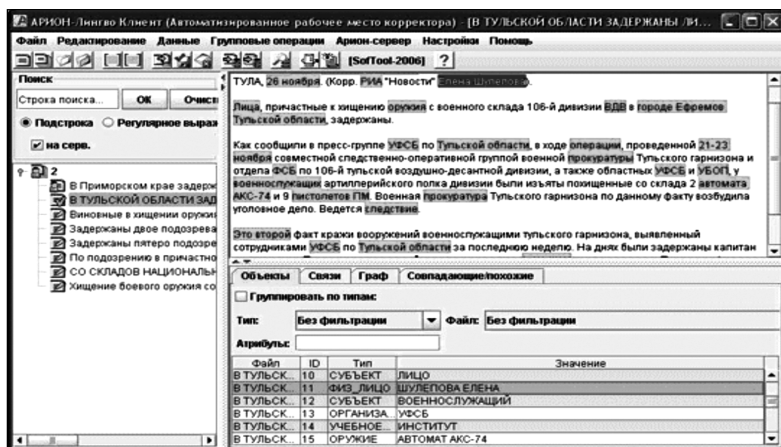 АРИОН-Лингво Клиент (Автоматизированное рабочее место корректора) - [В ТУЛЬСКОЙ ОБЛАСТИ ЗАДЕРЖАНЫ ЛИ...
Файл Редактирование Данные Групповые операции Арион-сервер Настройки Помощь
[SofTool-2006] ?
Поиск
Строка поиска... ОК Очист
Подстрока Регулярное выраж
на серв.
2
В Приморском крае задерж
В ТУЛЬСКОЙ ОБЛАСТИ ЗАД
Виновные в хищении оружи
Задержаны двое подозрева
Задержаны пятеро подозре
По подозрению в причастно
СО СКЛАДОВ НАЦИОНАЛЬН
Хищение боевого оружия со
ТУЛА, 26 ноября. (Корр. РИА "Новости" Елена Шулепова).
Лица, причастные к хищению оружия с военного склада 106-й дивизии ВДВ в городе Ефремов
Тульской области, задержаны.
Как сообщили в пресс-группе УФСБ по Тульской области, в ходе операции, проведенной 21-23
ноября совместной следственно-оперативной группой военной прокуратуры Тульского гарнизона и
отдела ФСБ по 106-й тульской воздушно-десантной дивизии, а также областных УФСБ и УБОП, у
военнослужащих артиллерийского полка дивизии были изъяты похищенные со склада 2 автомата
АКС-74 и 9 пистолетов ПМ. Военная прокуратура Тульского гарнизона по данному факту возбудила
уголовное дело. Ведется следствие.
Это второй факт кражи вооружений военнослужащими тульского гарнизона, выявленный
сотрудниками УФСБ по Тульской области за последнюю неделю. На днях были задержаны капитан
Объекты Связи Граф Совпадающие/похожие
Группировать по типам:
Тип: Без фильтрации Файл: Без фильтрации
Атрибуты:
Файл ID Тип Значение
В ТУЛЬСК... 10 СУБЪЕКТ ЛИЦО
В ТУЛЬСК... 11 ФИЗ_ЛИЦО ШУЛЕПОВА ЕЛЕНА
В ТУЛЬСК... 12 СУБЪЕКТ ВОЕННОСЛУЖАЩИЙ
В ТУЛЬСК... 13 ОРГАНИЗА... УФСБ
В ТУЛЬСК... 14 УЧЕБНОЕ... ИНСТИТУТ
В ТУЛЬСК... 15 ОРУЖИЕ АВТОМАТ АКС-74